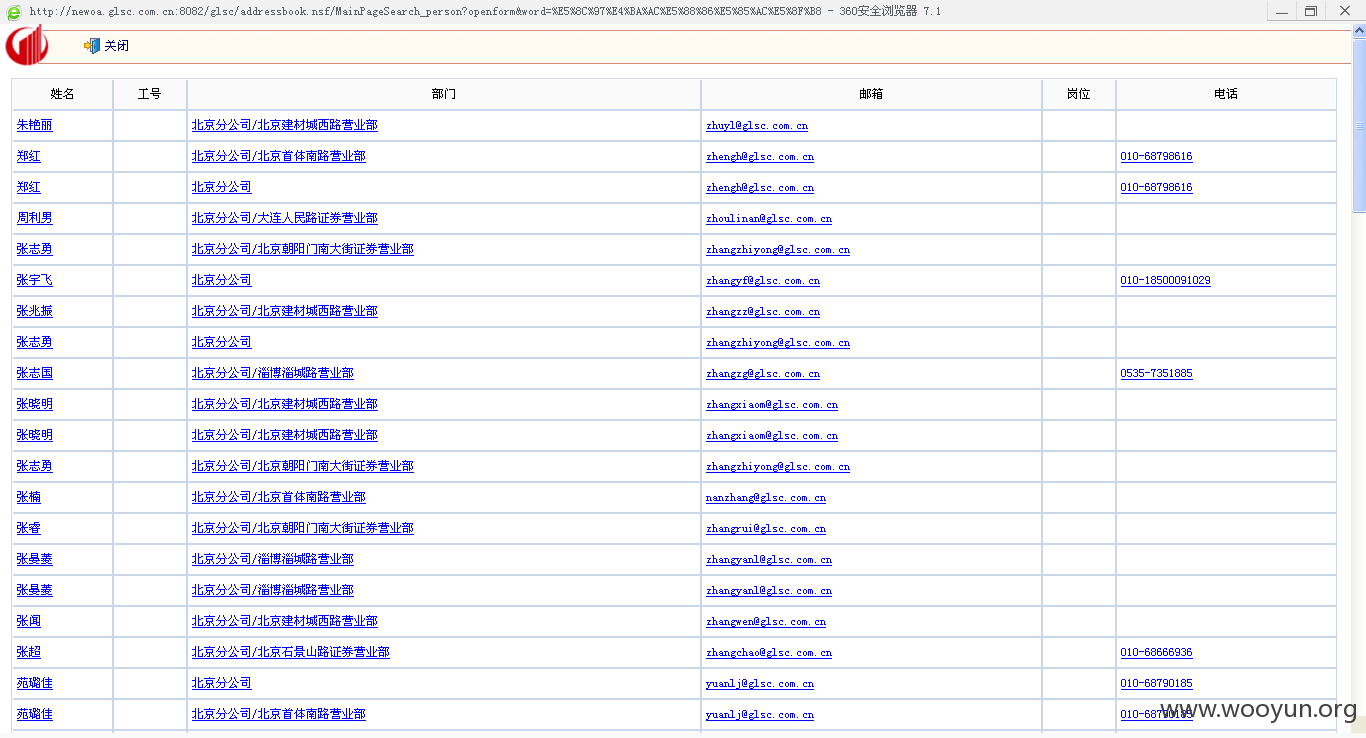 http://newoa.glsc.com.cn:8082/glsc/addressbook.nsf/MainPageSearch_person?openform&word=%E5%8C%97%E4%BA%AC%E5%88%86%E5%85%AC%E5%8F%B8 - 360安全浏览器 7.1
关闭
姓名 工号 部门 邮箱 岗位 电话
朱艳丽 北京分公司/北京建材城西路营业部 zhuyl@glsc.com.cn
郑红 北京分公司/北京首体南路营业部 zhengh@glsc.com.cn 010-68798616
郑红 北京分公司 zhengh@glsc.com.cn 010-68798616
周利男 北京分公司/大连人民路证券营业部 zhoulinan@glsc.com.cn
张志勇 北京分公司/北京朝阳门南大街证券营业部 zhangzhiyong@glsc.com.cn
张宇飞 北京分公司 zhangyf@glsc.com.cn 010-18500091029
张兆振 北京分公司/北京建材城西路营业部 zhangzz@glsc.com.cn
张志勇 北京分公司 zhangzhiyong@glsc.com.cn
张志国 北京分公司/淄博淄城路营业部 zhangzg@glsc.com.cn 0535-7351885
张晓明 北京分公司/北京建材城西路营业部 zhangxiaom@glsc.com.cn
张晓明 北京分公司/北京建材城西路营业部 zhangxiaom@glsc.com.cn
张志勇 北京分公司/北京朝阳门南大街证券营业部 zhangzhiyong@glsc.com.cn
张楠 北京分公司/北京首体南路营业部 nanzhang@glsc.com.cn
张睿 北京分公司/北京朝阳门南大街证券营业部 zhangrui@glsc.com.cn
张晏菱 北京分公司/淄博淄城路营业部 zhangyanl@glsc.com.cn
张晏菱 北京分公司/淄博淄城路营业部 zhangyanl@glsc.com.cn
张闻 北京分公司/北京建材城西路营业部 zhangwen@glsc.com.cn
张超 北京分公司/北京石景山路证券营业部 zhangchao@glsc.com.cn 010-68666936
苑璐佳 北京分公司 yuanlj@glsc.com.cn 010-68790185
苑璐佳 北京分公司/北京首体南路营业部 yuanlj@glsc.com.cn 010-68790185
www.wooyun.org